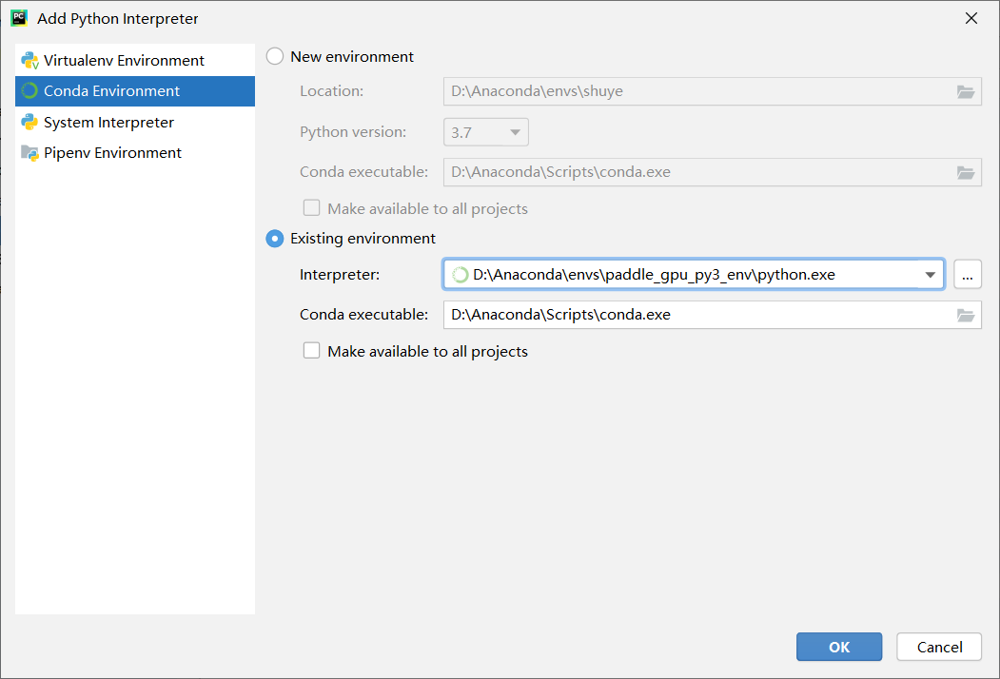 Add Python Interpreter
Virtualenv Environment
Conda Environment
System Interpreter
Pipenv Environment
New environment
Location: D:\Anaconda\envs\shuye
Python version: 3.7
Conda executable: D:\Anaconda\Scripts\conda.exe
Make available to all projects
Existing environment
Interpreter: D:\Anaconda\envs\paddle_gpu_py3_env\python.exe ...
Conda executable: D:\Anaconda\Scripts\conda.exe
Make available to all projects
OK Cancel